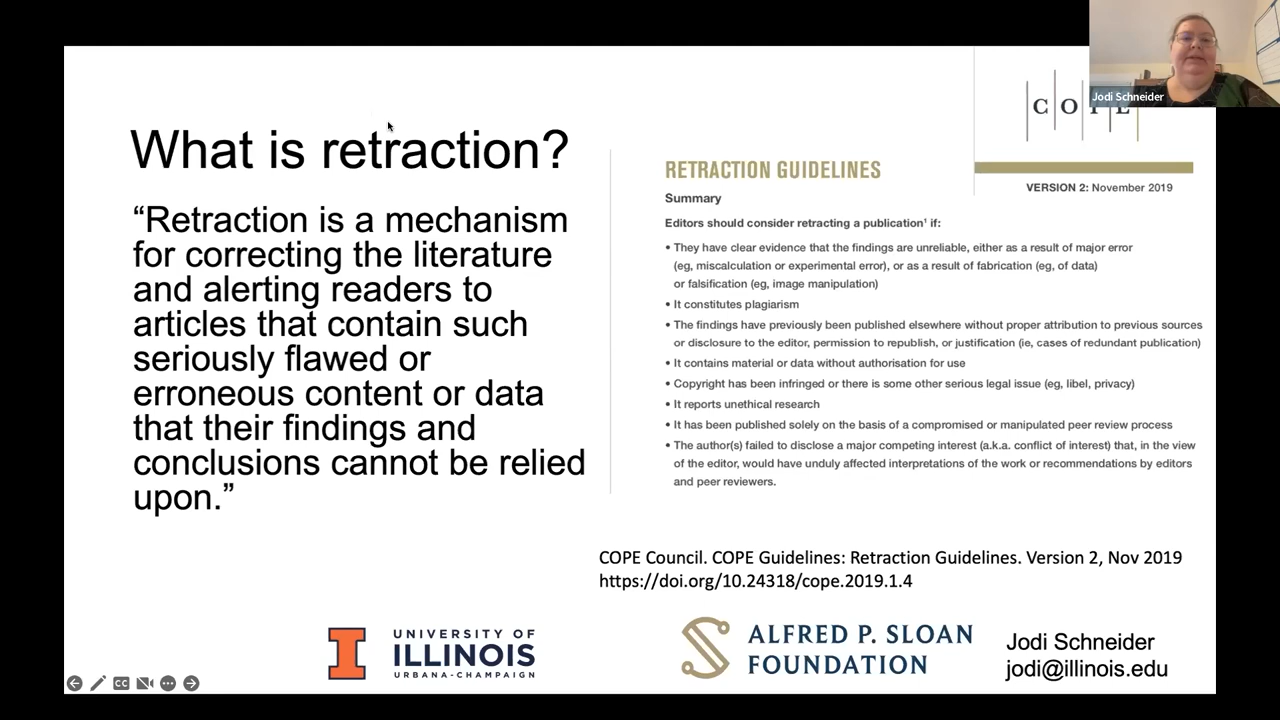 Jodi Schneider
C O P E
What is retraction?
“Retraction is a mechanism
for correcting the literature
and alerting readers to
articles that contain such
seriously flawed or
erroneous content or data
that their findings and
conclusions cannot be relied
upon.”
RETRACTION GUIDELINES
VERSION 2: November 2019
Summary
Editors should consider retracting a publication¹ if:
• They have clear evidence that the findings are unreliable, either as a result of major error
(eg, miscalculation or experimental error), or as a result of fabrication (eg, of data)
or falsification (eg, image manipulation)
• It constitutes plagiarism
• The findings have previously been published elsewhere without proper attribution to previous sources
or disclosure to the editor, permission to republish, or justification (ie, cases of redundant publication)
• It contains material or data without authorisation for use
• Copyright has been infringed or there is some other serious legal issue (eg, libel, privacy)
• It reports unethical research
• It has been published solely on the basis of a compromised or manipulated peer review process
• The author(s) failed to disclose a major competing interest (a.k.a. conflict of interest) that, in the view
of the editor, would have unduly affected interpretations of the work or recommendations by editors
and peer reviewers.
COPE Council. COPE Guidelines: Retraction Guidelines. Version 2, Nov 2019
https://doi.org/10.24318/cope.2019.1.4
I
UNIVERSITY OF
ILLINOIS
URBANA-CHAMPAIGN
ALFRED P. SLOAN
FOUNDATION
Jodi Schneider
jodi@illinois.edu
CC